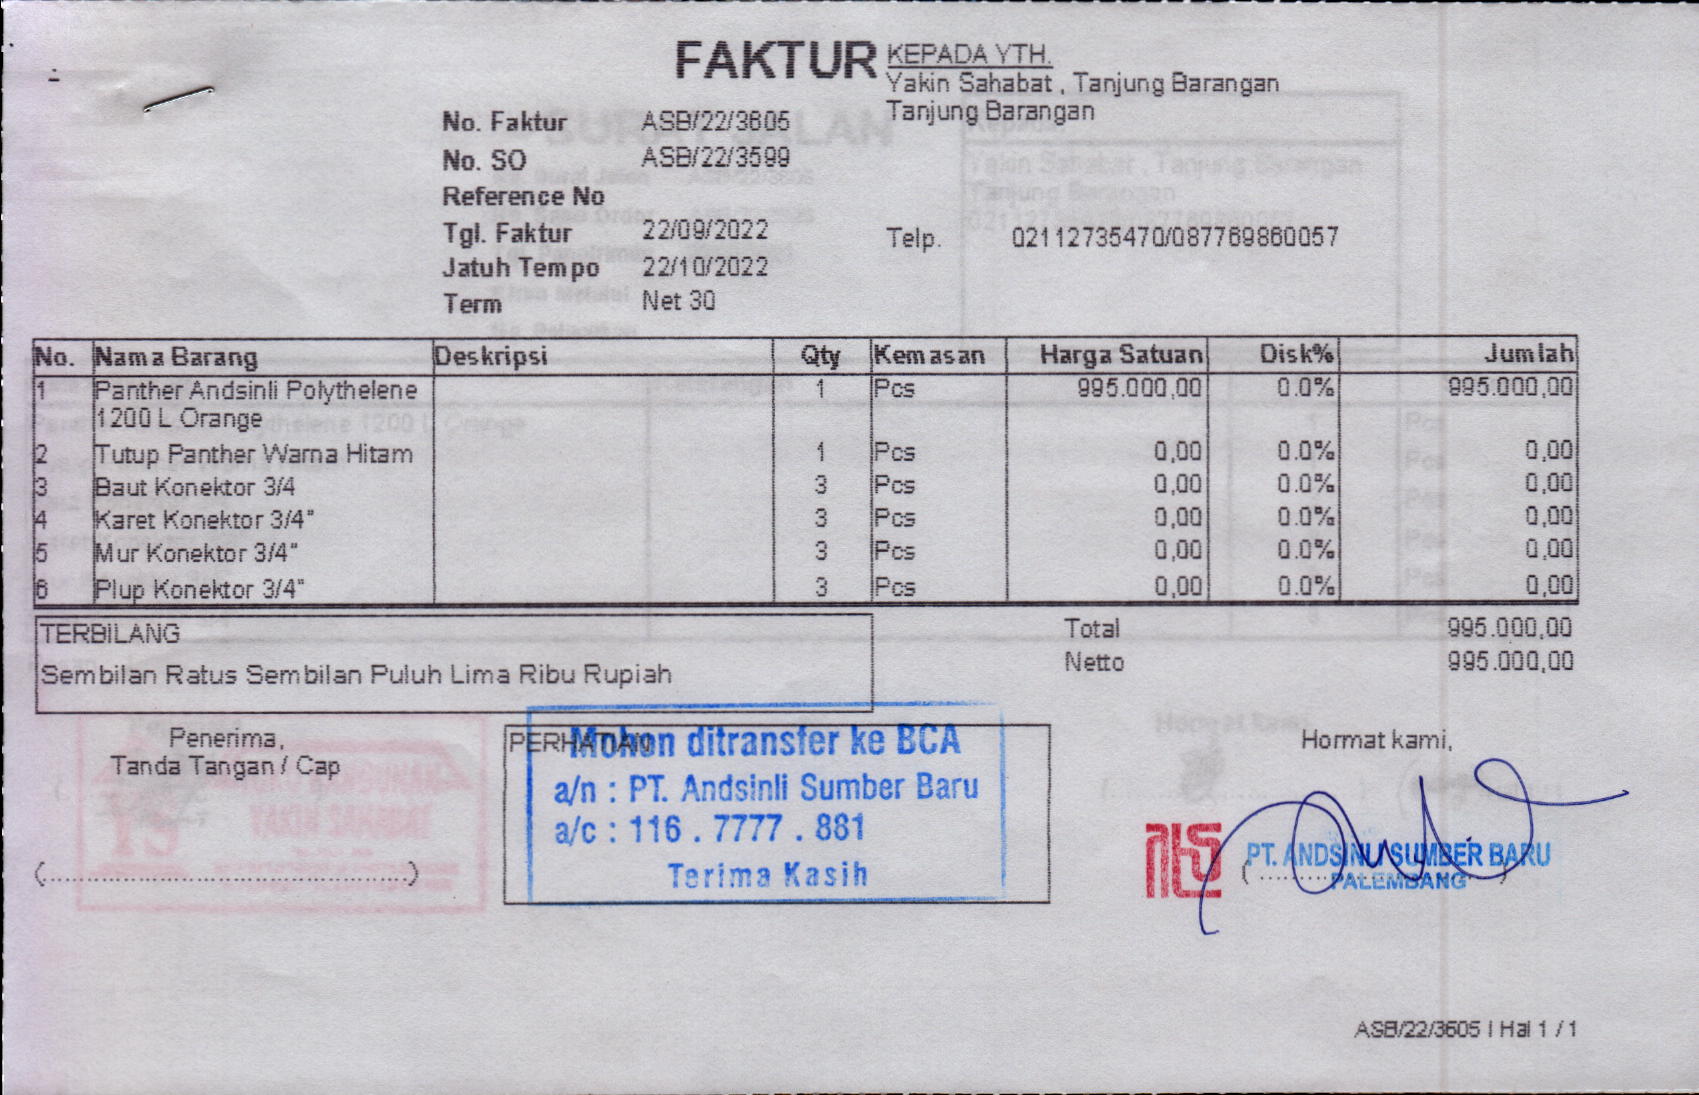 FAKTUR
KEPADA YTH.
Yakin Sahabat , Tanjung Barangan
Tanjung Barangan
No. Faktur ASB/22/3605
No. SO ASB/22/3599
Reference No
Tgl. Faktur 22/09/2022
Telp. 02112735470/087769860057
Jatuh Tempo 22/10/2022
Term Net 30
No. Nama Barang Deskripsi Qty Kemasan Harga Satuan Disk% Jumlah
1 Panther Andsinli Polythelene 1 Pcs 995.000,00 0.0% 995.000,00
1200 L Orange
2 Tutup Panther Warna Hitam 1 Pcs 0,00 0.0% 0,00
3 Baut Konektor 3/4 3 Pcs 0,00 0.0% 0,00
4 Karet Konektor 3/4" 3 Pcs 0,00 0.0% 0,00
5 Mur Konektor 3/4" 3 Pcs 0,00 0.0% 0,00
6 Plup Konektor 3/4" 3 Pcs 0,00 0.0% 0,00
TERBILANG
Sembilan Ratus Sembilan Puluh Lima Ribu Rupiah
Total 995.000,00
Netto 995.000,00
Penerima,
Tanda Tangan / Cap
(..........................................)
PERHATIAN
Mohon ditransfer ke BCA
a/n : PT. Andsinli Sumber Baru
a/c : 116 . 7777 . 881
Terima Kasih
Hormat kami,
PT. ANDSINLI SUMBER BARU
PALEMBANG
ASB/22/3605 | Hal 1 / 1